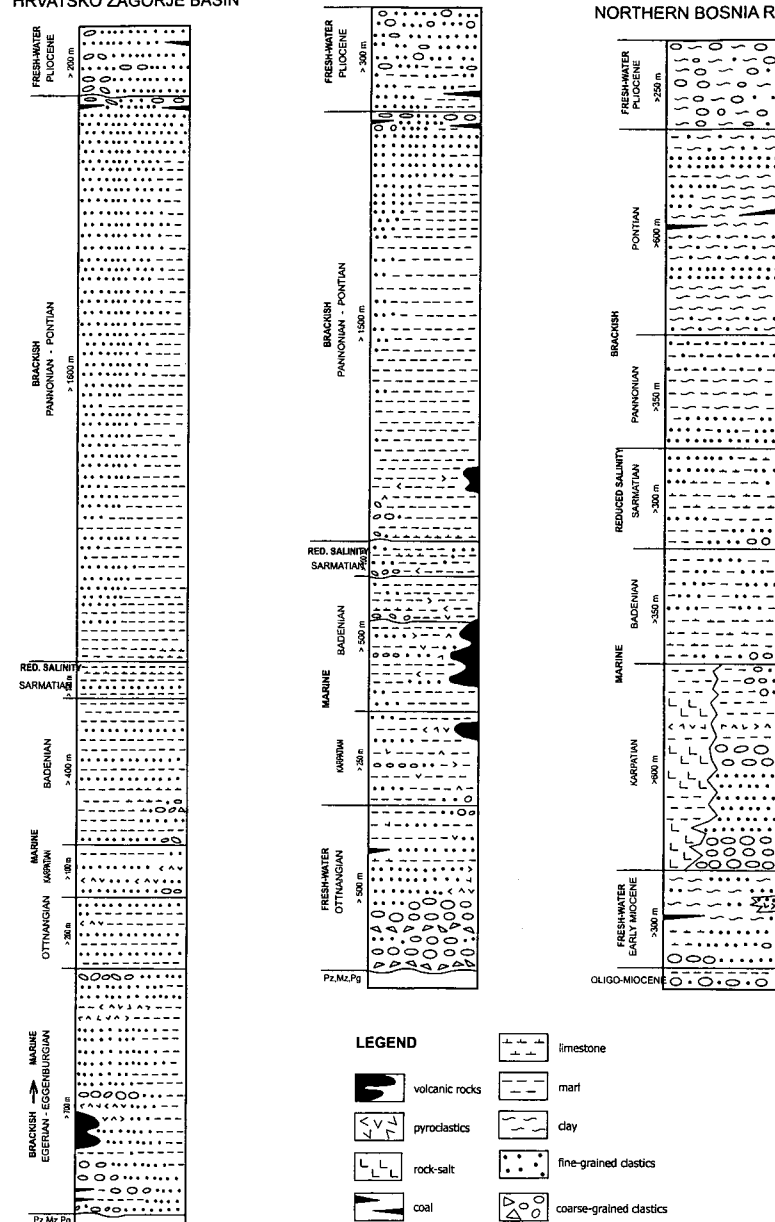 HRVATSKO ZAGORJE BASIN
FRESH-WATER
PLIOCENE
> 200 m
BRACKISH
PANNONIAN - PONTIAN
> 1600 m
RED. SALINITY
SARMATIAN
BADENIAN
> 400 m
MARINE
KARPATIAN
> 100 m
OTTNANGIAN
> 200 m
BRACKISH → MARINE
EGERIAN - EGGENBURGIAN
> 700 m
Pz,Mz,Pg
FRESH-WATER
PLIOCENE
> 300 m
BRACKISH
PANNONIAN - PONTIAN
> 1500 m
RED. SALINITY
SARMATIAN
BADENIAN
> 500 m
MARINE
KARPATIAN
> 250 m
FRESH-WATER
OTTNANGIAN
> 500 m
Pz,Mz,Pg
NORTHERN BOSNIA R
FRESH-WATER
PLIOCENE
>250 m
PONTIAN
>600 m
BRACKISH
PANNONIAN
>350 m
REDUCED SALINITY
SARMATIAN
>300 m
BADENIAN
>350 m
MARINE
KARPATIAN
>600 m
FRESH-WATER
EARLY MIOCENE
>300 m
OLIGO-MIOCENE
LEGEND
volcanic rocks
pyroclastics
rock-salt
coal
limestone
marl
clay
fine-grained clastics
coarse-grained clastics